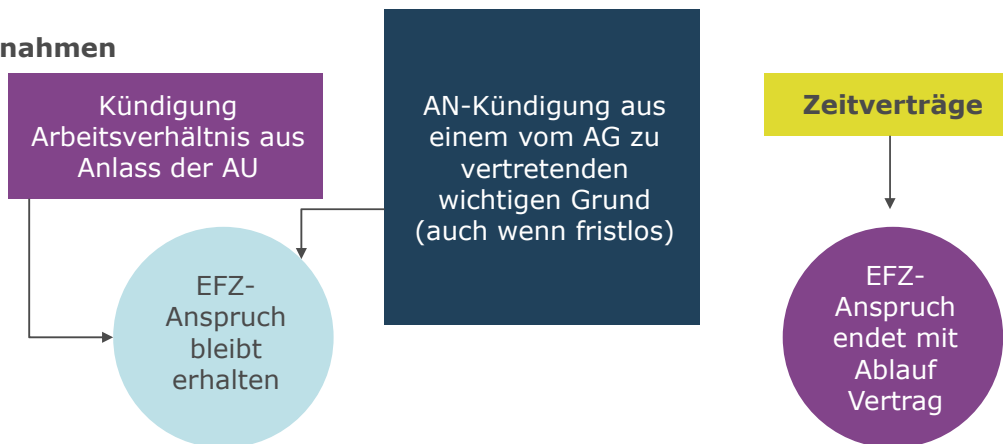 nahmen
Kündigung
Arbeitsverhältnis aus
Anlass der AU
AN-Kündigung aus
einem vom AG zu
vertretenden
wichtigen Grund
(auch wenn fristlos)
Zeitverträge
EFZ-
Anspruch
bleibt
erhalten
EFZ-
Anspruch
endet mit
Ablauf
Vertrag